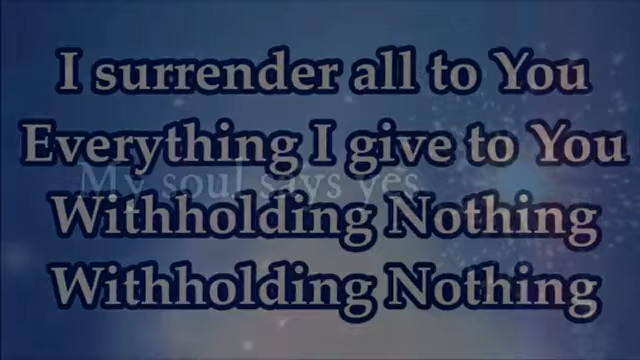 I surrender all to You
Everything I give to You
My soul says yes
Withholding Nothing
Withholding Nothing